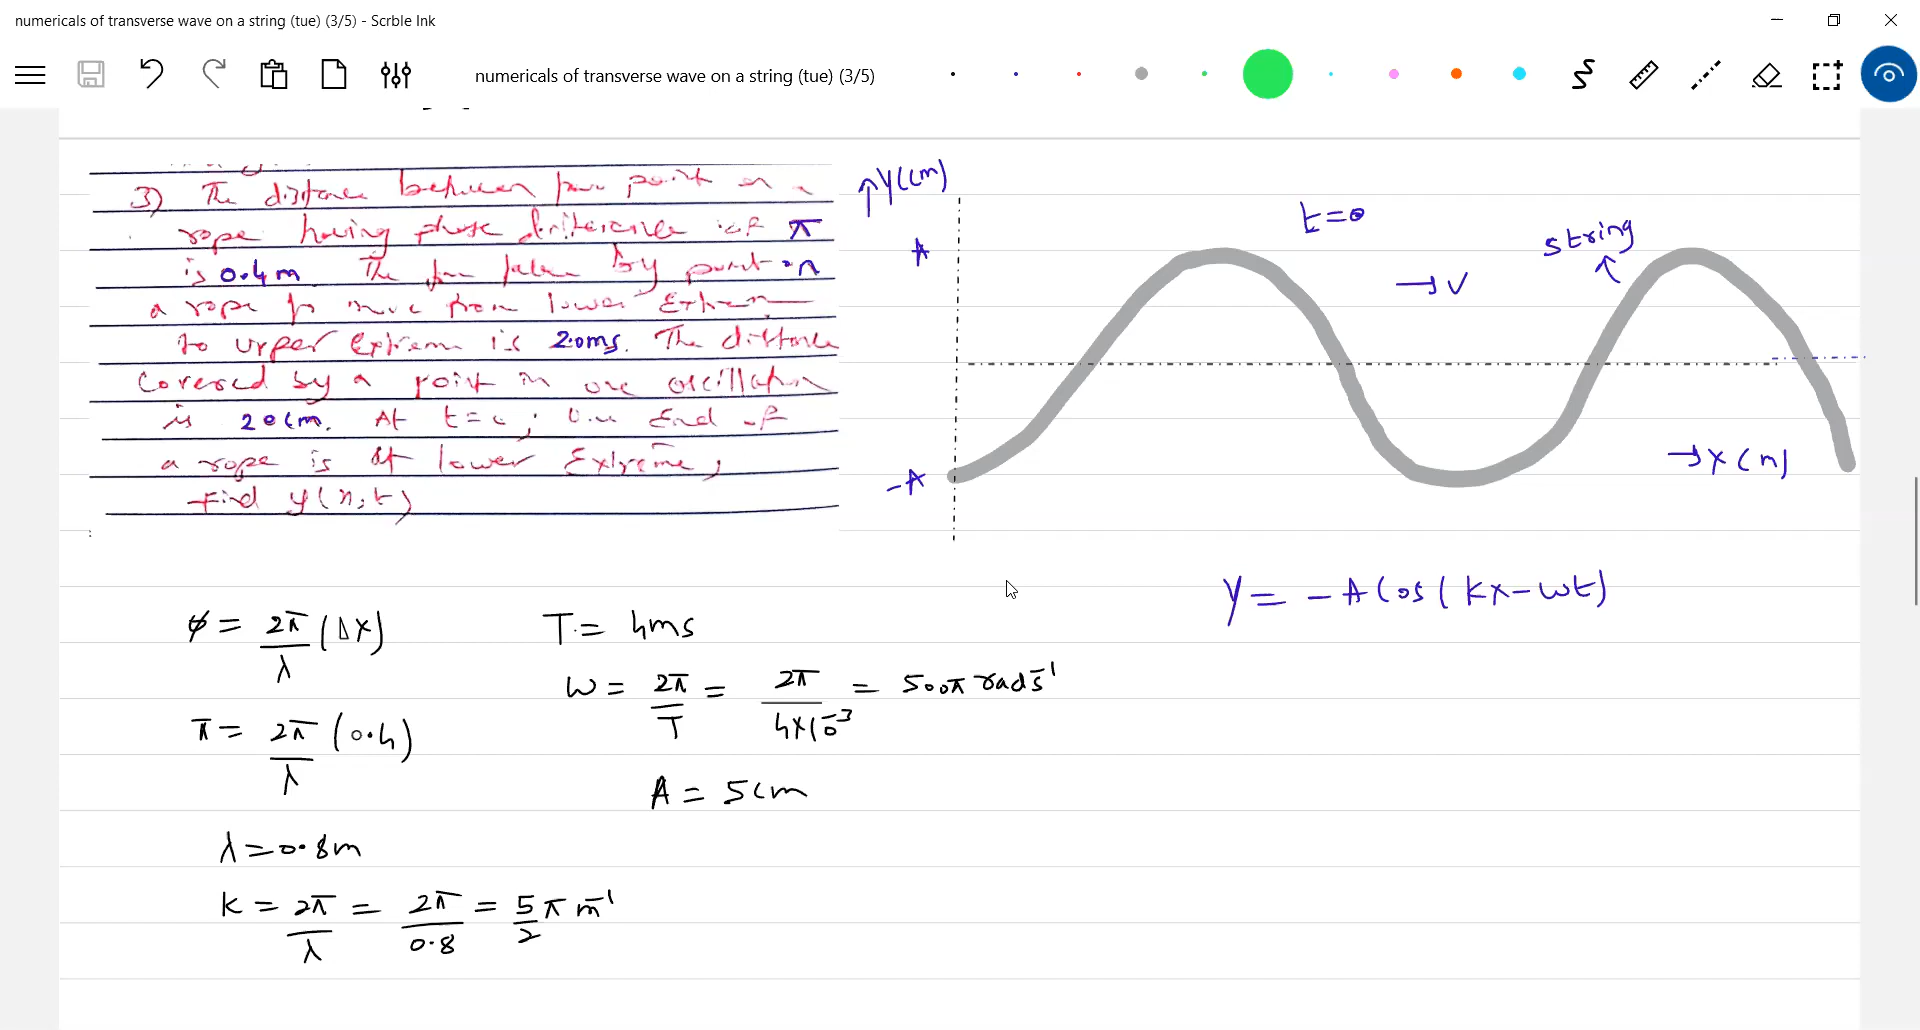 numericals of transverse wave on a string (tue) (3/5) - Scrble Ink
numericals of transverse wave on a string (tue) (3/5)
3) The distance between two point on a
rope having phase difference of π
is 0.4m The time taken by point on
a rope to move from lower Extreme
to upper Extreme is 2.0ms. The distance
covered by a point in one oscillation
is 20cm. At t=0, one End of
a rope is at lower Extreme,
Find y(x,t)
Y(cm)
A
t=0
string
→V
→X(m)
-A
Y = -A Cos(kx-wt)
φ = 2π/λ (Δx)
π = 2π/λ (0.4)
λ=0.8m
K = 2π/λ = 2π/0.8 = 5/2 π m⁻¹
T = 4ms
W = 2π/T = 2π/4×10⁻³ = 500π rad s⁻¹
A = 5cm